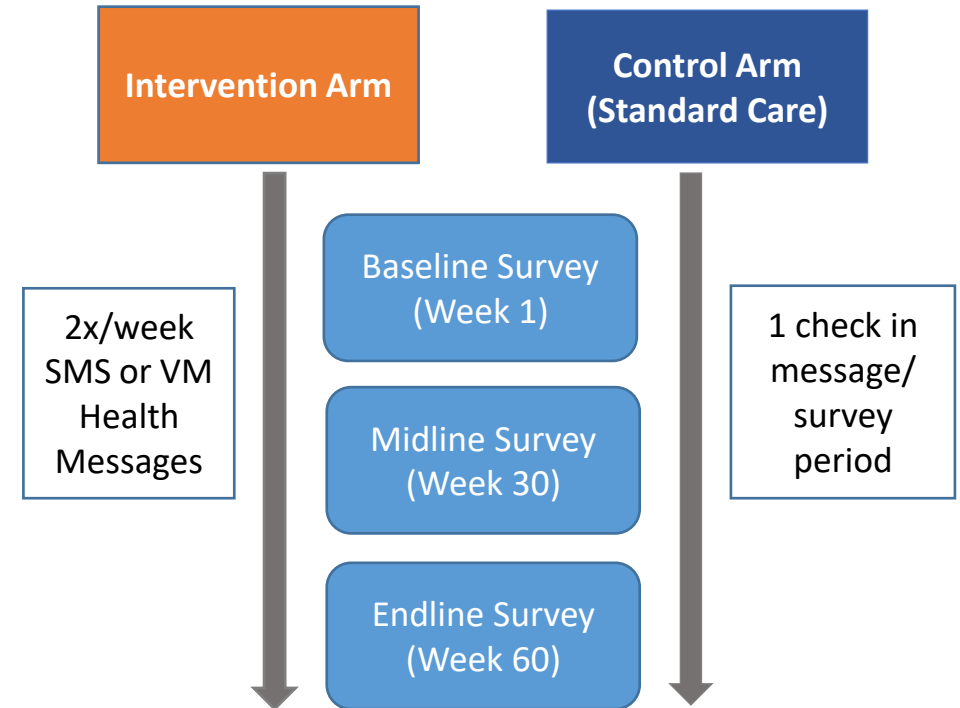 Intervention Arm
Control Arm
(Standard Care)
Baseline Survey
(Week 1)
2x/week
SMS or VM
Health
Messages
1 check in
message/
survey
period
Midline Survey
(Week 30)
Endline Survey
(Week 60)